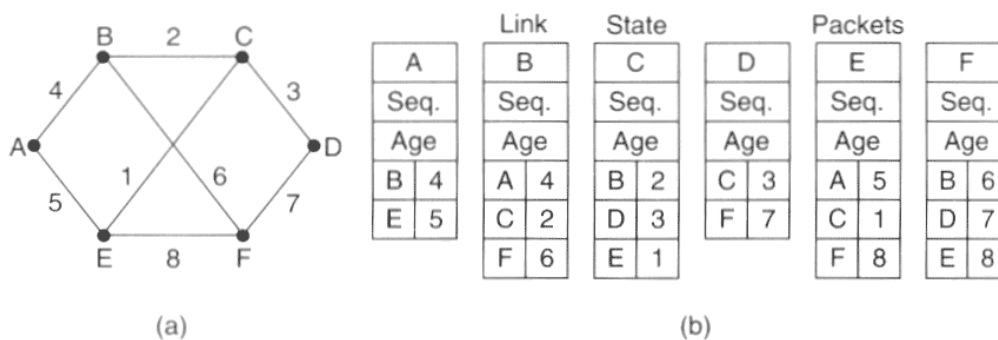 B 2 C
4 3
A D
1 6
5 7
E 8 F
(a)
Link State Packets
A B C D E F
Seq. Seq. Seq. Seq. Seq. Seq.
Age Age Age Age Age Age
B 4 A 4 B 2 C 3 A 5 B 6
E 5 C 2 D 3 F 7 C 1 D 7
F 6 E 1 F 8 E 8
(b)